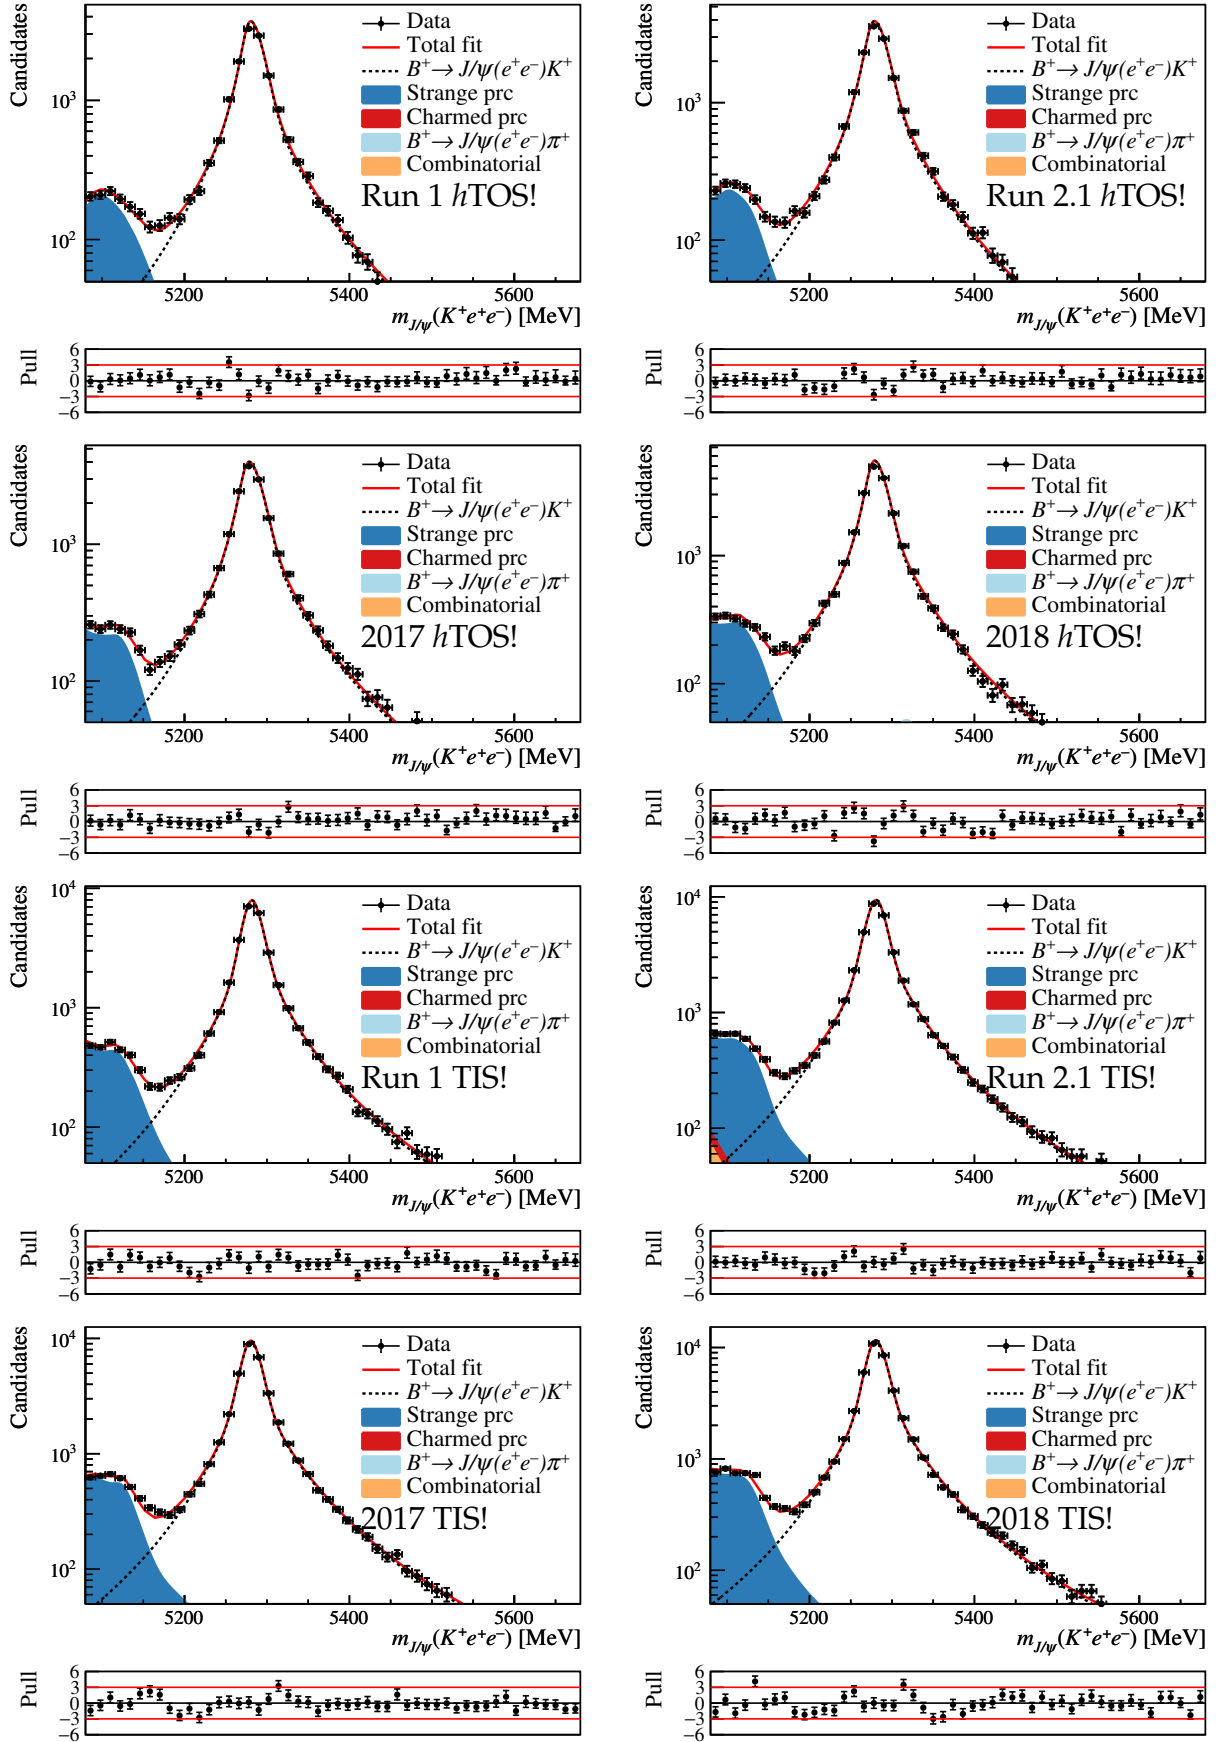 Candidates
10³
10²
Data
Total fit
B⁺→ J/ψ(e⁺e⁻)K⁺
Strange prc
Charmed prc
B⁺→ J/ψ(e⁺e⁻)π⁺
Combinatorial
Run 1 hTOS!
5200 5400 5600
m_J/ψ(K⁺e⁺e⁻) [MeV]
Pull
6
3
0
−3
−6
Candidates
10³
10²
Data
Total fit
B⁺→ J/ψ(e⁺e⁻)K⁺
Strange prc
Charmed prc
B⁺→ J/ψ(e⁺e⁻)π⁺
Combinatorial
Run 2.1 hTOS!
5200 5400 5600
m_J/ψ(K⁺e⁺e⁻) [MeV]
Pull
6
3
0
−3
−6
Candidates
10³
10²
Data
Total fit
B⁺→ J/ψ(e⁺e⁻)K⁺
Strange prc
Charmed prc
B⁺→ J/ψ(e⁺e⁻)π⁺
Combinatorial
2017 hTOS!
5200 5400 5600
m_J/ψ(K⁺e⁺e⁻) [MeV]
Pull
6
3
0
−3
−6
Candidates
10³
10²
Data
Total fit
B⁺→ J/ψ(e⁺e⁻)K⁺
Strange prc
Charmed prc
B⁺→ J/ψ(e⁺e⁻)π⁺
Combinatorial
2018 hTOS!
5200 5400 5600
m_J/ψ(K⁺e⁺e⁻) [MeV]
Pull
6
3
0
−3
−6
Candidates
10⁴
10³
10²
Data
Total fit
B⁺→ J/ψ(e⁺e⁻)K⁺
Strange prc
Charmed prc
B⁺→ J/ψ(e⁺e⁻)π⁺
Combinatorial
Run 1 TIS!
5200 5400 5600
m_J/ψ(K⁺e⁺e⁻) [MeV]
Pull
6
3
0
−3
−6
Candidates
10⁴
10³
10²
Data
Total fit
B⁺→ J/ψ(e⁺e⁻)K⁺
Strange prc
Charmed prc
B⁺→ J/ψ(e⁺e⁻)π⁺
Combinatorial
Run 2.1 TIS!
5200 5400 5600
m_J/ψ(K⁺e⁺e⁻) [MeV]
Pull
6
3
0
−3
−6
Candidates
10⁴
10³
10²
Data
Total fit
B⁺→ J/ψ(e⁺e⁻)K⁺
Strange prc
Charmed prc
B⁺→ J/ψ(e⁺e⁻)π⁺
Combinatorial
2017 TIS!
5200 5400 5600
m_J/ψ(K⁺e⁺e⁻) [MeV]
Pull
6
3
0
−3
−6
Candidates
10⁴
10³
10²
Data
Total fit
B⁺→ J/ψ(e⁺e⁻)K⁺
Strange prc
Charmed prc
B⁺→ J/ψ(e⁺e⁻)π⁺
Combinatorial
2018 TIS!
5200 5400 5600
m_J/ψ(K⁺e⁺e⁻) [MeV]
Pull
6
3
0
−3
−6